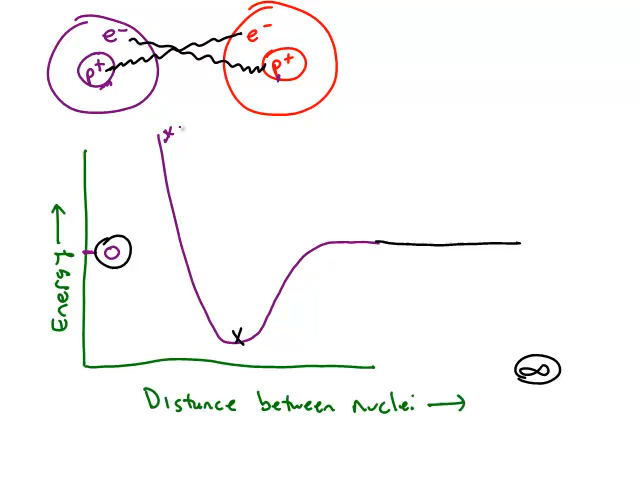 e⁻ e⁻
p⁺ p⁺
x
0
Energy
x
∞
Distance between nuclei